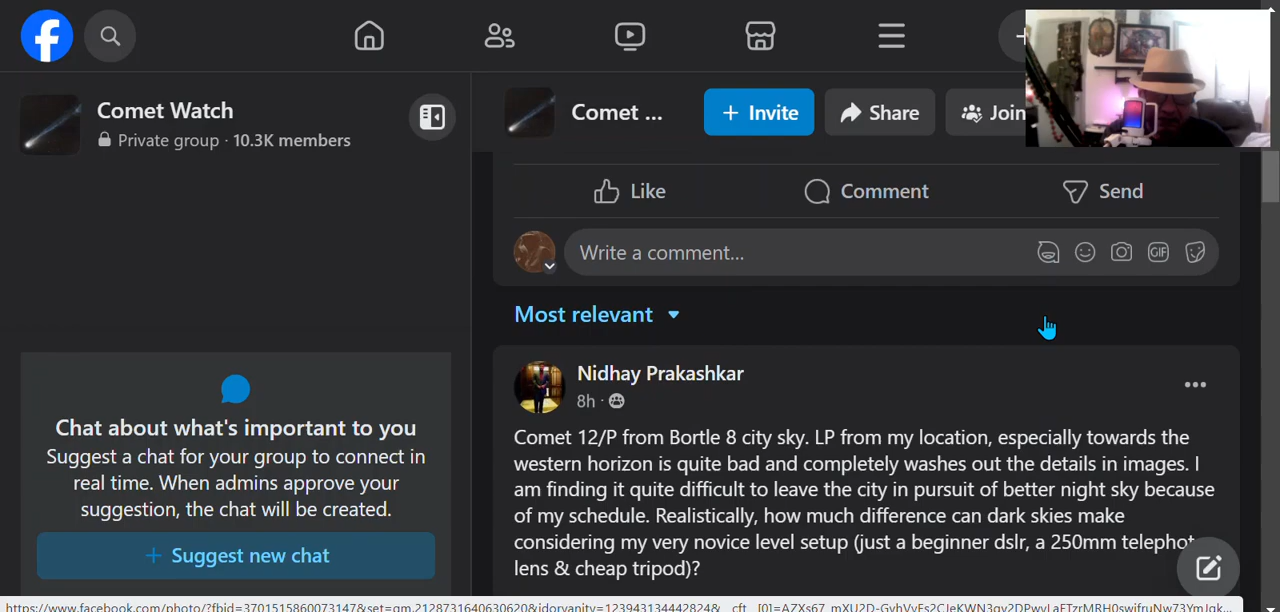 Comet Watch
Private group · 10.3K members
Chat about what's important to you
Suggest a chat for your group to connect in
real time. When admins approve your
suggestion, the chat will be created.
+ Suggest new chat
Comet ...
+ Invite
Share
Join
Like
Comment
Send
Write a comment...
GIF
Most relevant
Nidhay Prakashkar
8h ·
Comet 12/P from Bortle 8 city sky. LP from my location, especially towards the
western horizon is quite bad and completely washes out the details in images. I
am finding it quite difficult to leave the city in pursuit of better night sky because
of my schedule. Realistically, how much difference can dark skies make
considering my very novice level setup (just a beginner dslr, a 250mm telephot
lens & cheap tripod)?